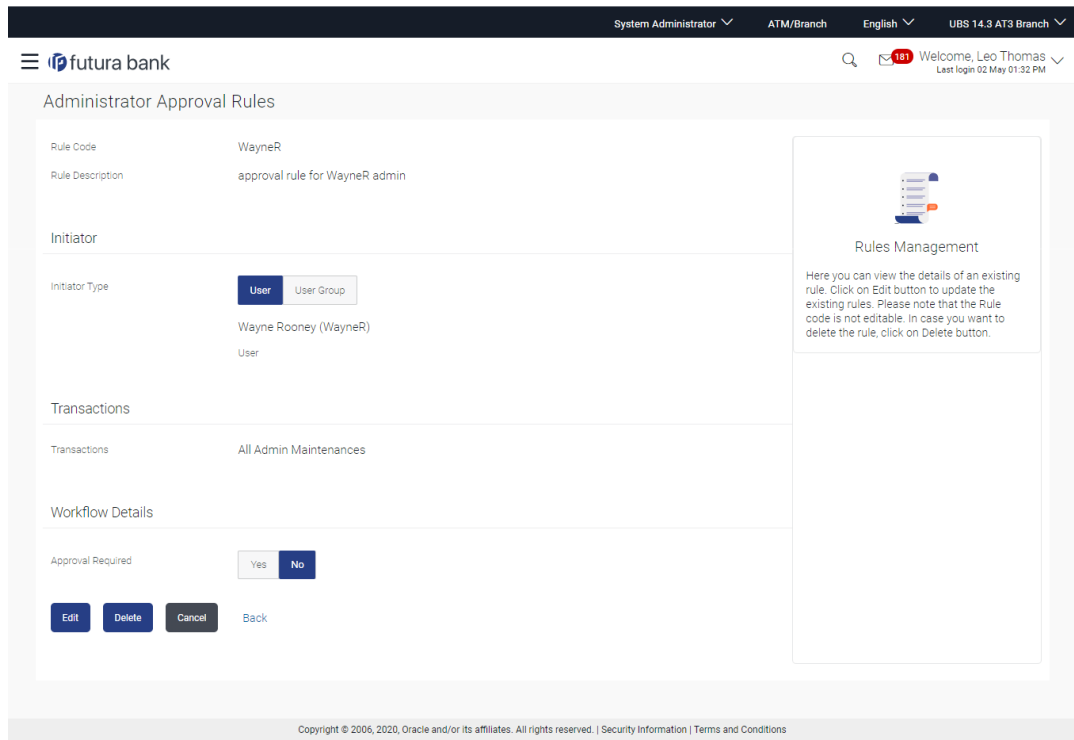 System Administrator ATM/Branch English UBS 14.3 AT3 Branch
futura bank 181 Welcome, Leo Thomas
Last login 02 May 01:32 PM
Administrator Approval Rules
Rule Code WayneR
Rule Description approval rule for WayneR admin
Initiator
Initiator Type User User Group
Wayne Rooney (WayneR)
User
Transactions
Transactions All Admin Maintenances
Workflow Details
Approval Required Yes No
Edit Delete Cancel Back
Rules Management
Here you can view the details of an existing
rule. Click on Edit button to update the
existing rules. Please note that the Rule
code is not editable. In case you want to
delete the rule, click on Delete button.
Copyright © 2006, 2020, Oracle and/or its affiliates. All rights reserved. | Security Information | Terms and Conditions